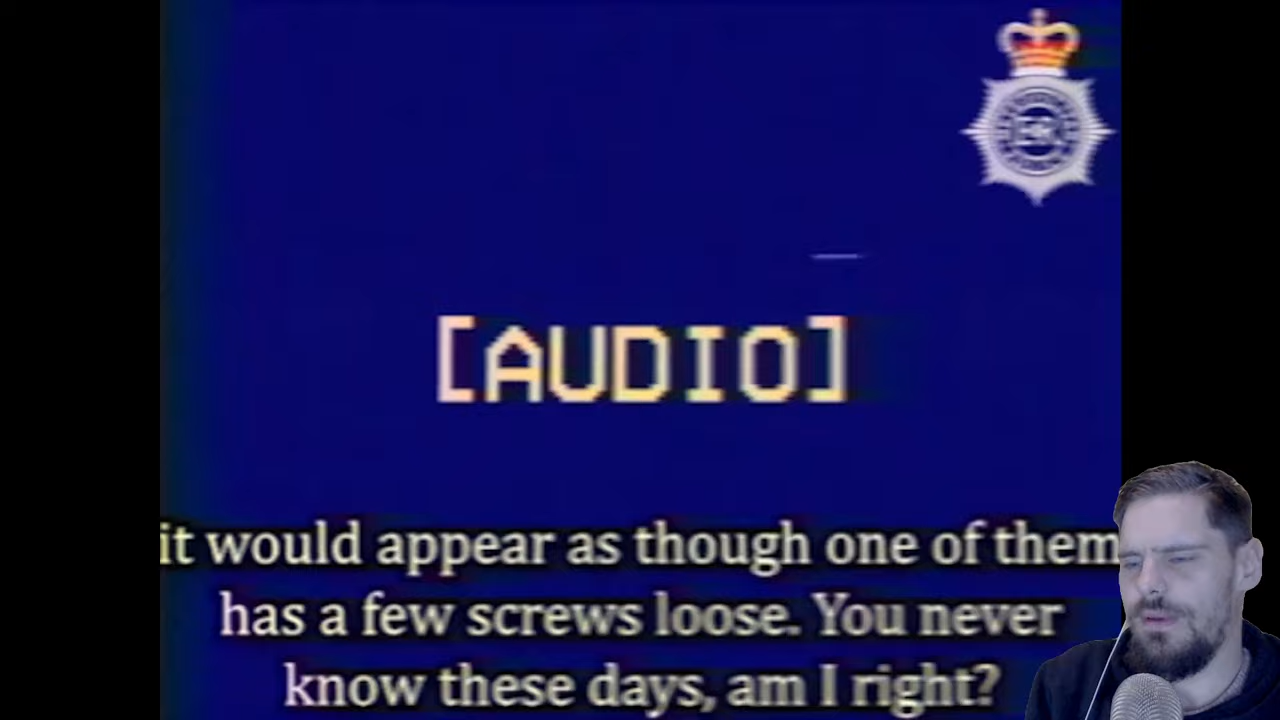 [AUDIO]
it would appear as though one of them
has a few screws loose. You never
know these days, am I right?